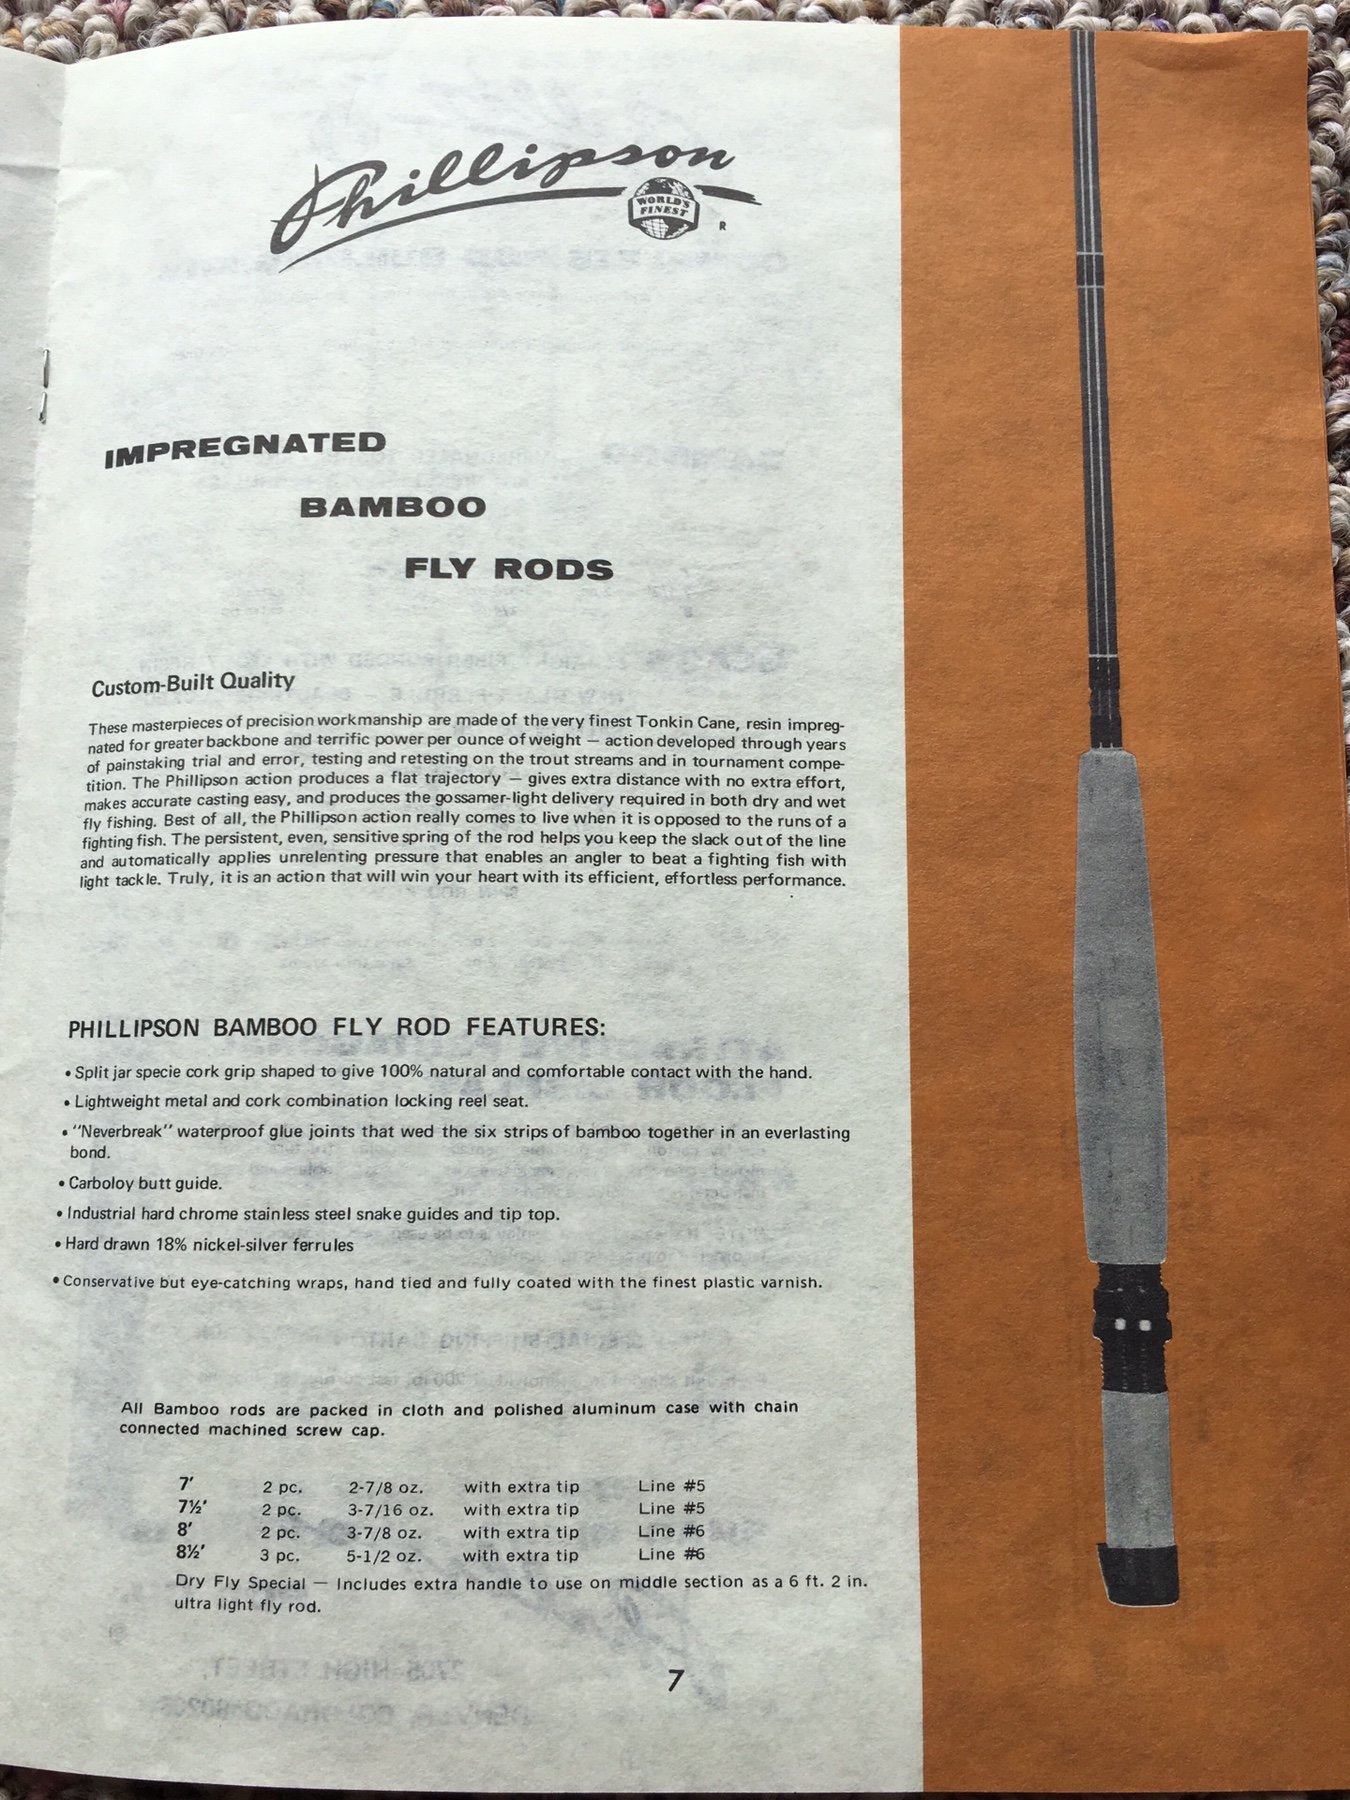 Phillipson
WORLD'S
FINEST
R
IMPREGNATED
BAMBOO
FLY RODS
Custom-Built Quality
These masterpieces of precision workmanship are made of the very finest Tonkin Cane, resin impreg-
nated for greater backbone and terrific power per ounce of weight — action developed through years
of painstaking trial and error, testing and retesting on the trout streams and in tournament compe-
tition. The Phillipson action produces a flat trajectory — gives extra distance with no extra effort,
makes accurate casting easy, and produces the gossamer-light delivery required in both dry and wet
fly fishing. Best of all, the Phillipson action really comes to live when it is opposed to the runs of a
fighting fish. The persistent, even, sensitive spring of the rod helps you keep the slack out of the line
and automatically applies unrelenting pressure that enables an angler to beat a fighting fish with
light tackle. Truly, it is an action that will win your heart with its efficient, effortless performance.
PHILLIPSON BAMBOO FLY ROD FEATURES:
• Split jar specie cork grip shaped to give 100% natural and comfortable contact with the hand.
• Lightweight metal and cork combination locking reel seat.
• "Neverbreak" waterproof glue joints that wed the six strips of bamboo together in an everlasting
bond.
• Carboloy butt guide.
• Industrial hard chrome stainless steel snake guides and tip top.
• Hard drawn 18% nickel-silver ferrules
• Conservative but eye-catching wraps, hand tied and fully coated with the finest plastic varnish.
All Bamboo rods are packed in cloth and polished aluminum case with chain
connected machined screw cap.
7' 2 pc. 2-7/8 oz. with extra tip Line #5
7½' 2 pc. 3-7/16 oz. with extra tip Line #5
8' 2 pc. 3-7/8 oz. with extra tip Line #6
8½' 3 pc. 5-1/2 oz. with extra tip Line #6
Dry Fly Special — Includes extra handle to use on middle section as a 6 ft. 2 in.
ultra light fly rod.
7